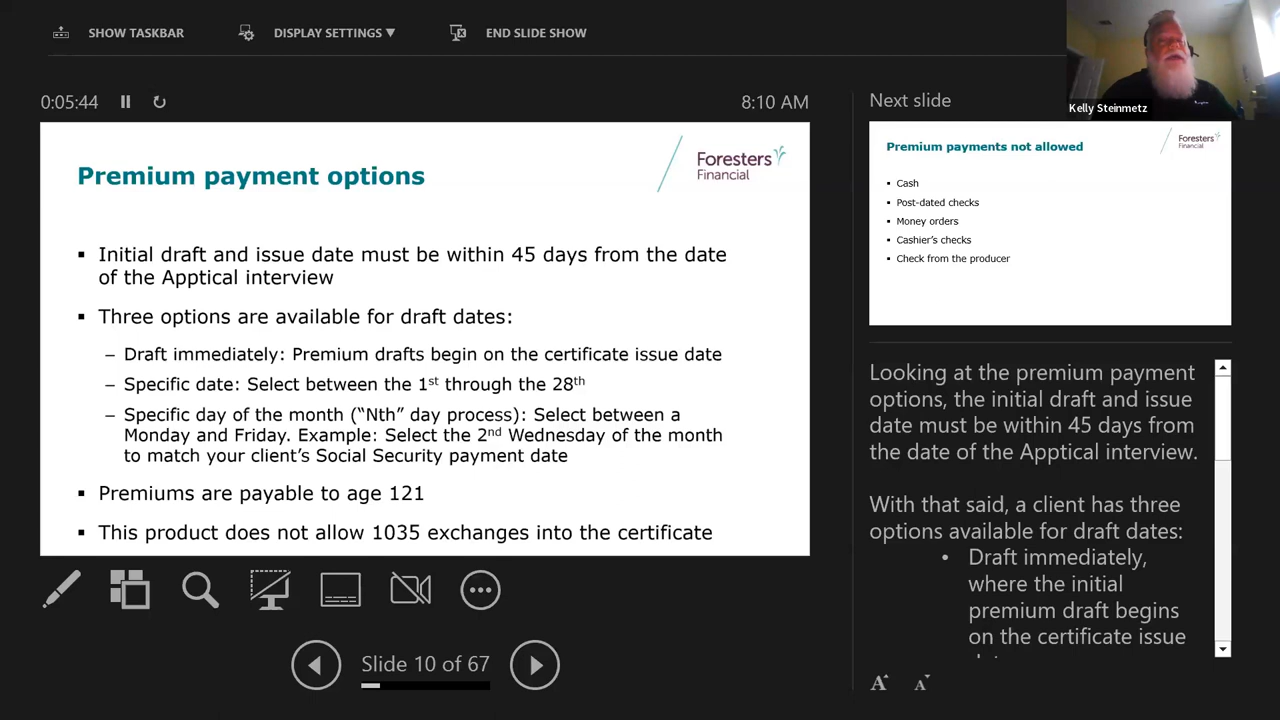 SHOW TASKBAR
DISPLAY SETTINGS ▼
END SLIDE SHOW
Kelly Steinmetz
0:05:44
8:10 AM
Premium payment options
Foresters
Financial
▪ Initial draft and issue date must be within 45 days from the date
of the Apptical interview
▪ Three options are available for draft dates:
– Draft immediately: Premium drafts begin on the certificate issue date
– Specific date: Select between the 1st through the 28th
– Specific day of the month (“Nth” day process): Select between a
Monday and Friday. Example: Select the 2nd Wednesday of the month
to match your client’s Social Security payment date
▪ Premiums are payable to age 121
▪ This product does not allow 1035 exchanges into the certificate
Slide 10 of 67
Next slide
Premium payments not allowed
Foresters
Financial
▪ Cash
▪ Post-dated checks
▪ Money orders
▪ Cashier’s checks
▪ Check from the producer
Looking at the premium payment
options, the initial draft and issue
date must be within 45 days from
the date of the Apptical interview.
With that said, a client has three
options available for draft dates:
• Draft immediately,
where the initial
premium draft begins
on the certificate issue
A A